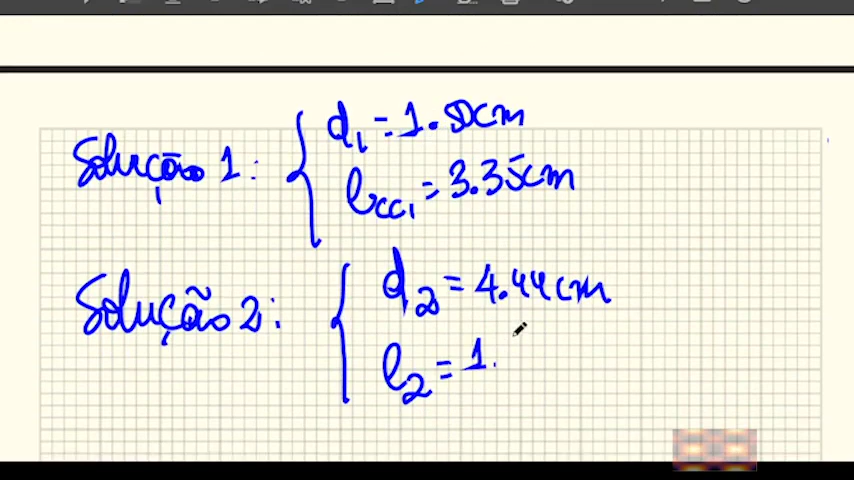 Solução 1: { d₁ = 1.50cm
lcc₁ = 3.35cm
Solução 2: { d₂ = 4.44cm
l₂ = 1.